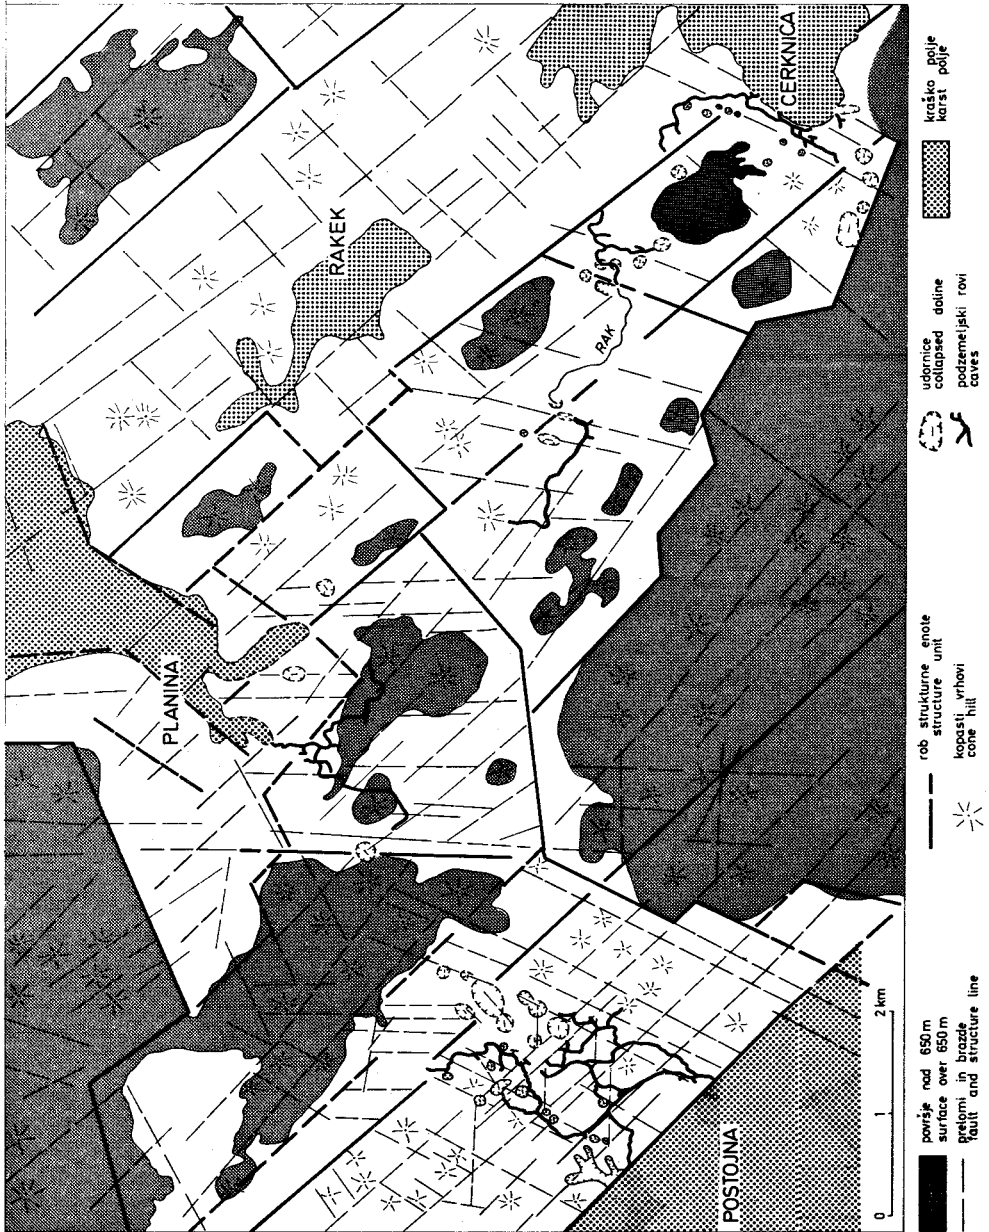 PLANINA
RAKEK
RAK
POSTOJNA
CERKNICA
0 1 2 km
površje nad 650 m
surface over 650 m
prelomi in brazde
fault and structure line
rob strukturne enote
structure unit
kopasti vrhovi
cone hill
udornice
collapsed doline
podzemeljski rovi
caves
kraško polje
karst polje